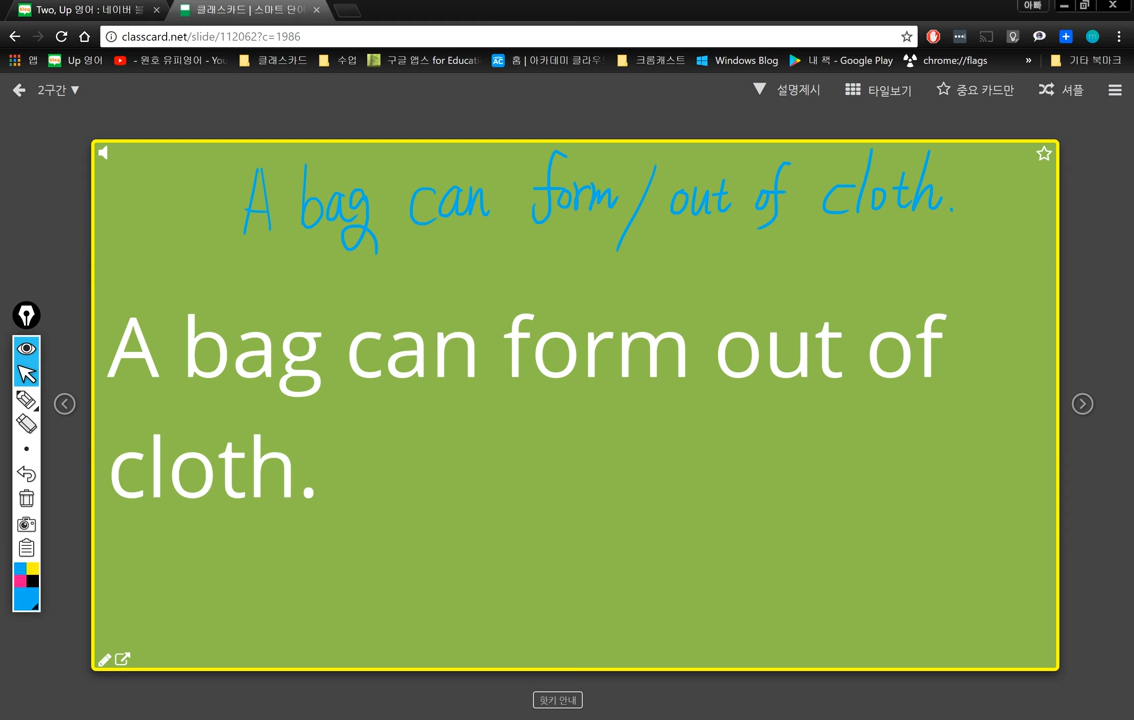 Two, Up 영어 : 네이버 블
클래스카드 | 스마트 단어
아빠
classcard.net/slide/112062?c=1986
앱
Up 영어
- 원호 유피영어 - You
클래스카드
수업
구글 앱스 for Educati
홈 | 아카데미 클라우드
크롬캐스트
Windows Blog
내 책 - Google Play
chrome://flags
»
기타 북마크
2구간 ▼
▼ 설명제시
타일보기
중요 카드만
셔플
A bag can form / out of cloth.
A bag can form out of
cloth.
핫키 안내